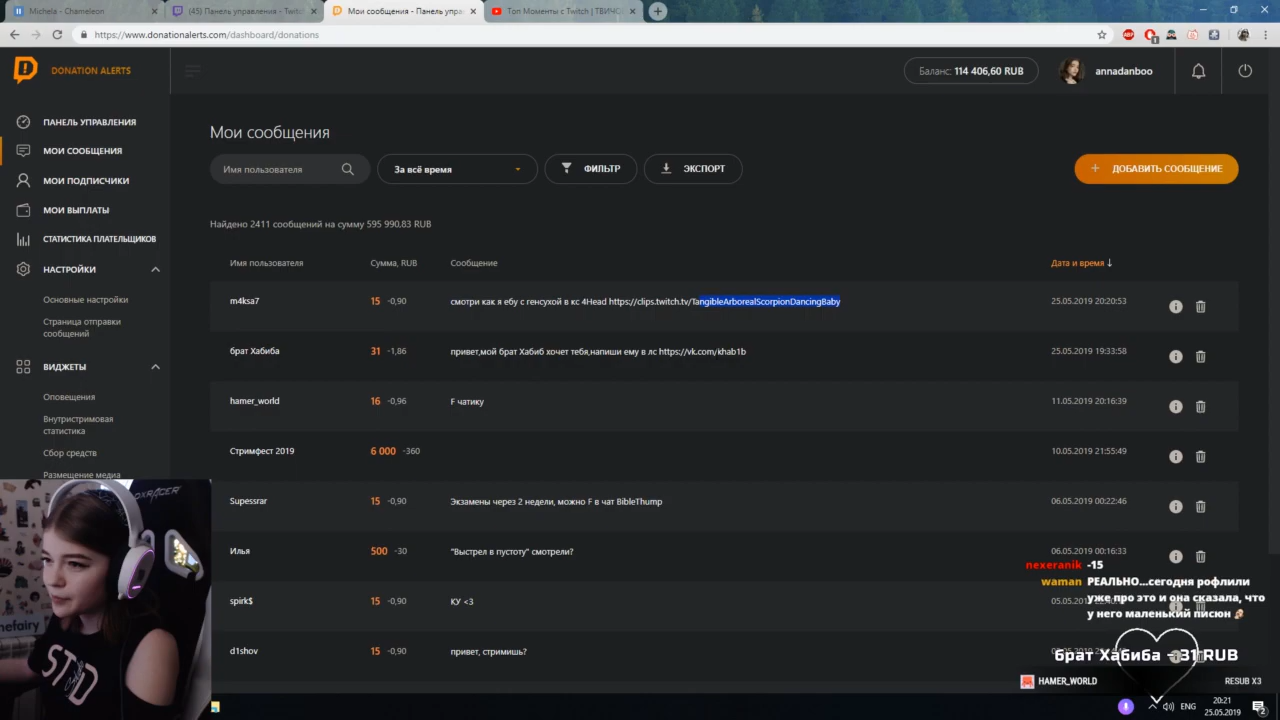 Michela - Chameleon
(45) Панель управления - Twitch
Мои сообщения - Панель упра
Топ Моменты с Twitch | ТВИЧС
https://www.donationalerts.com/dashboard/donations
DONATION ALERTS
Баланс: 114 406,60 RUB
annadanboo
ПАНЕЛЬ УПРАВЛЕНИЯ
МОИ СООБЩЕНИЯ
МОИ ПОДПИСЧИКИ
МОИ ВЫПЛАТЫ
СТАТИСТИКА ПЛАТЕЛЬЩИКОВ
НАСТРОЙКИ
Основные настройки
Страница отправки
сообщений
ВИДЖЕТЫ
Оповещения
Внутристримовая
статистика
Сбор средств
Размещение медиа
Мои сообщения
Имя пользователя
За всё время
ФИЛЬТР
ЭКСПОРТ
+ ДОБАВИТЬ СООБЩЕНИЕ
Найдено 2411 сообщений на сумму 595 990,83 RUB
Имя пользователя Сумма, RUB Сообщение Дата и время ↓
m4ksa7 15 -0,90 смотри как я ебу с генсухой в кс 4Head https://clips.twitch.tv/TangibleArborealScorpionDancingBaby 25.05.2019 20:20:53
брат Хабиба 31 -1,86 привет,мой брат Хабиб хочет тебя,напиши ему в лс https://vk.com/khab1b 25.05.2019 19:33:58
hamer_world 16 -0,96 F чатику 11.05.2019 20:16:39
Стримфест 2019 6 000 -360 10.05.2019 21:55:49
Supessrar 15 -0,90 Экзамены через 2 недели, можно F в чат BibleThump 06.05.2019 00:22:46
Илья 500 -30 "Выстрел в пустоту" смотрели? 06.05.2019 00:16:33
spirk$ 15 -0,90 КУ <3
d1shov 15 -0,90 привет, стримишь?
nexeranik -15
waman РЕАЛЬНО...сегодня рофлили
уже про это и она сказала, что
у него маленький писюн
брат Хабиба - 31 RUB
HAMER_WORLD RESUB X3
DXRACER
nefairy
STD
ENG
20:21
25.05.2019
2